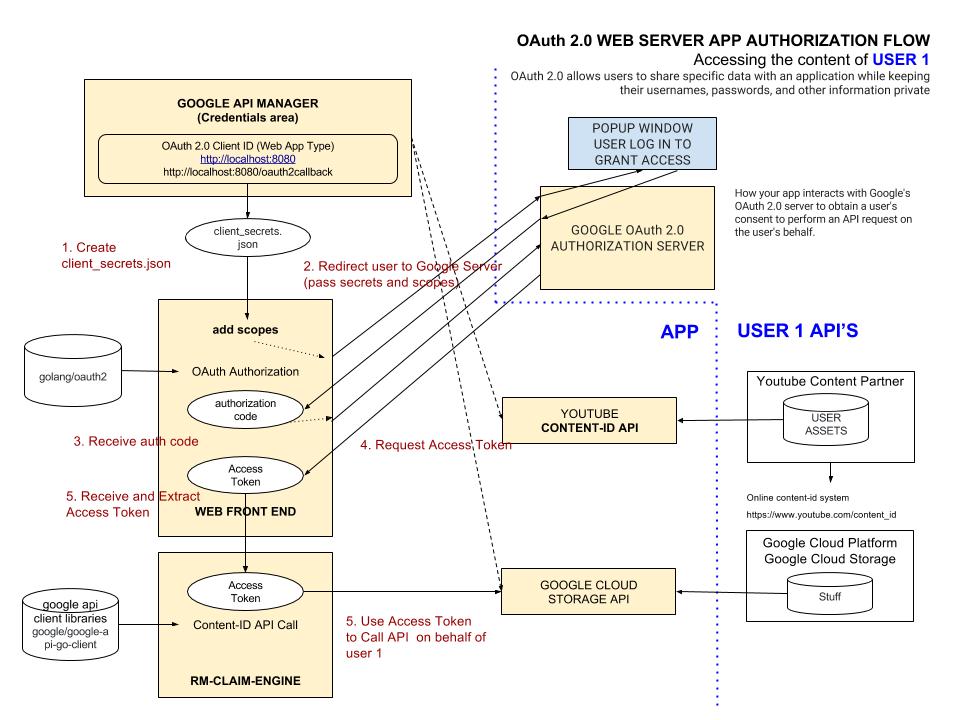 OAuth 2.0 WEB SERVER APP AUTHORIZATION FLOW
Accessing the content of USER 1
OAuth 2.0 allows users to share specific data with an application while keeping
their usernames, passwords, and other information private
GOOGLE API MANAGER
(Credentials area)
OAuth 2.0 Client ID (Web App Type)
http://localhost:8080
http://localhost:8080/oauth2callback
POPUP WINDOW
USER LOG IN TO
GRANT ACCESS
How your app interacts with Google's
OAuth 2.0 server to obtain a user's
consent to perform an API request on
the user's behalf.
GOOGLE OAuth 2.0
AUTHORIZATION SERVER
client_secrets.
json
1. Create
client_secrets.json
2. Redirect user to Google Server
(pass secrets and scopes)
add scopes
APP
USER 1 API'S
golang/oauth2
OAuth Authorization
authorization
code
3. Receive auth code
4. Request Access Token
YOUTUBE
CONTENT-ID API
Youtube Content Partner
USER
ASSETS
Access
Token
5. Receive and Extract
Access Token
WEB FRONT END
Online content-id system
https://www.youtube.com/content_id
Google Cloud Platform
Google Cloud Storage
Stuff
GOOGLE CLOUD
STORAGE API
Access
Token
google api
client libraries
google/google-a
pi-go-client
Content-ID API Call
5. Use Access Token
to Call API on behalf of
user 1
RM-CLAIM-ENGINE